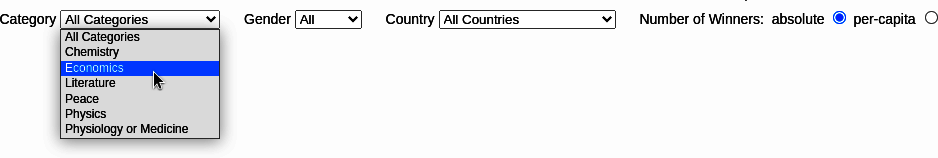 Category All Categories Gender All Country All Countries Number of Winners: absolute per-capita
All Categories
Chemistry
Economics
Literature
Peace
Physics
Physiology or Medicine